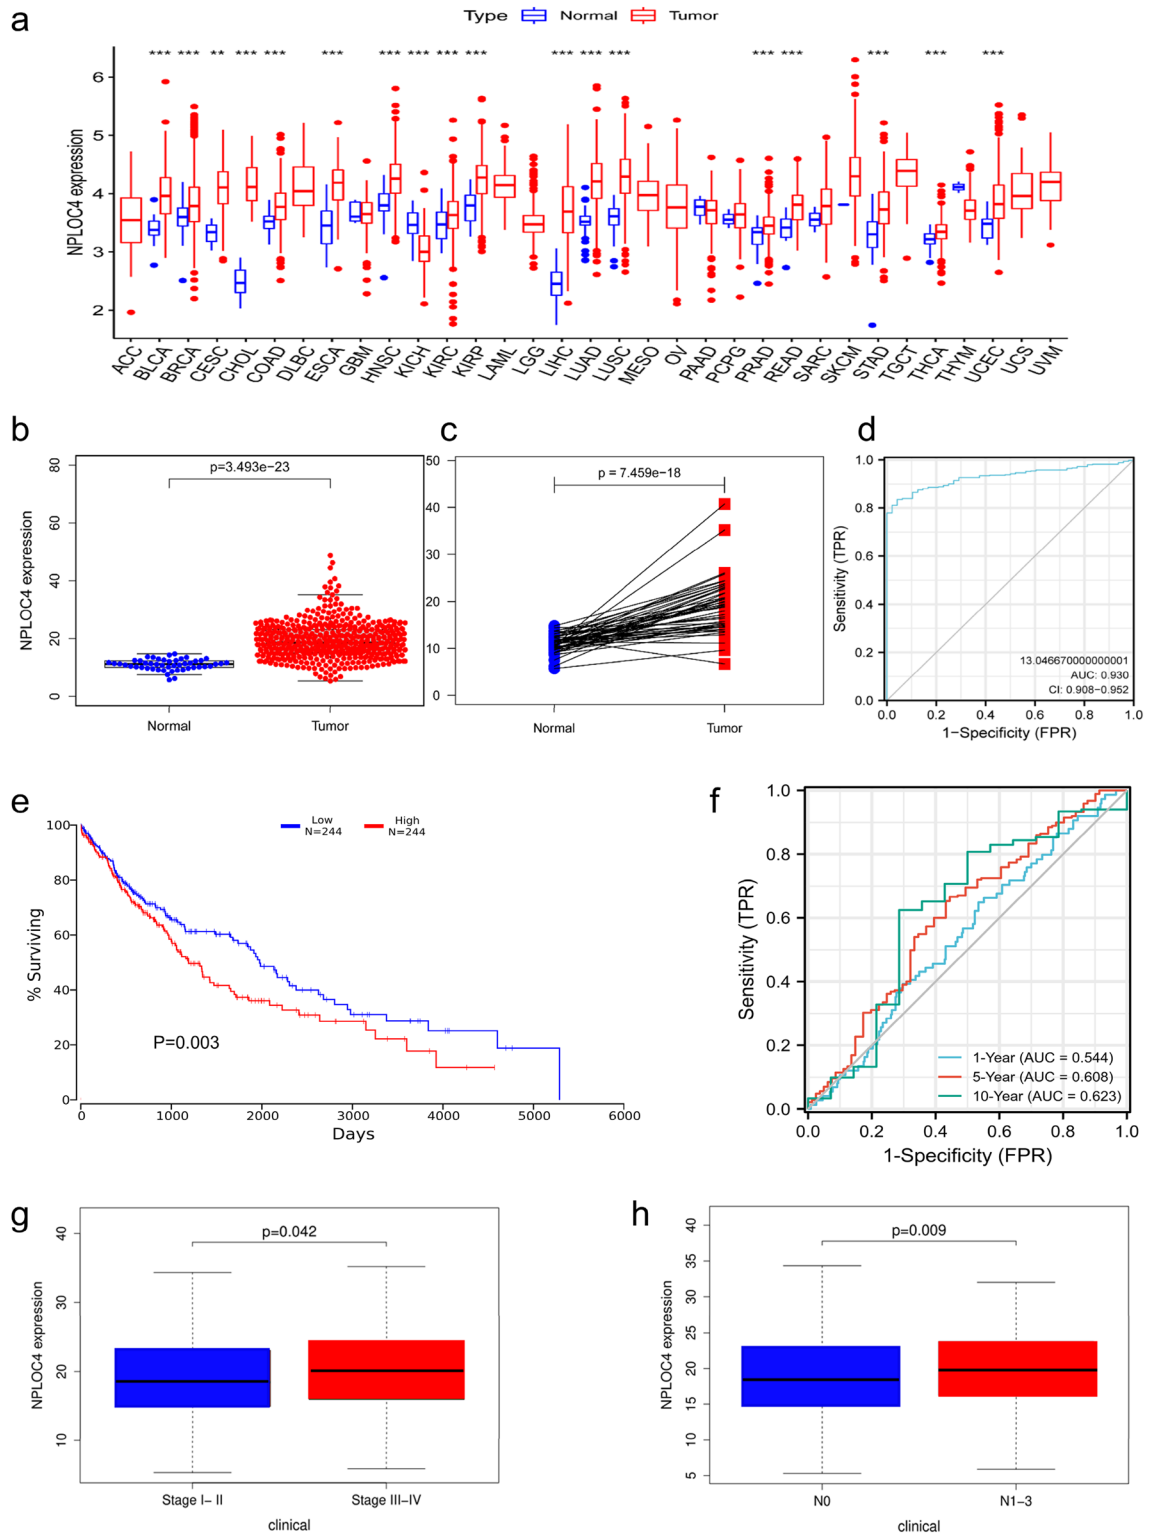 a
Type Normal Tumor
*** *** ** *** *** *** *** *** *** *** *** *** *** *** *** *** *** ***
NPLOC4 expression
6
5
4
3
2
ACC BLCA BRCA CESC CHOL COAD DLBC ESCA GBM HNSC KICH KIRC KIRP LAML LGG LIHC LUAD LUSC MESO OV PAAD PCPG PRAD READ SARC SKCM STAD TGCT THCA THYM UCEC UCS UVM
b
NPLOC4 expression
80
60
40
20
0
p=3.493e−23
Normal Tumor
c
50
40
30
20
10
0
p = 7.459e−18
Normal Tumor
d
Sensitivity (TPR)
1.0
0.8
0.6
0.4
0.2
0.0
13.046670000000001
AUC: 0.930
CI: 0.908−0.952
0.0 0.2 0.4 0.6 0.8 1.0
1−Specificity (FPR)
e
% Surviving
100
80
60
40
20
0
Low
N=244
High
N=244
P=0.003
0 1000 2000 3000 4000 5000 6000
Days
f
Sensitivity (TPR)
1.0
0.8
0.6
0.4
0.2
0.0
1-Year (AUC = 0.544)
5-Year (AUC = 0.608)
10-Year (AUC = 0.623)
0.0 0.2 0.4 0.6 0.8 1.0
1-Specificity (FPR)
g
NPLOC4 expression
40
30
20
10
p=0.042
Stage I− II Stage III−IV
clinical
h
NPLOC4 expression
40
35
30
25
20
15
10
5
p=0.009
N0 N1−3
clinical